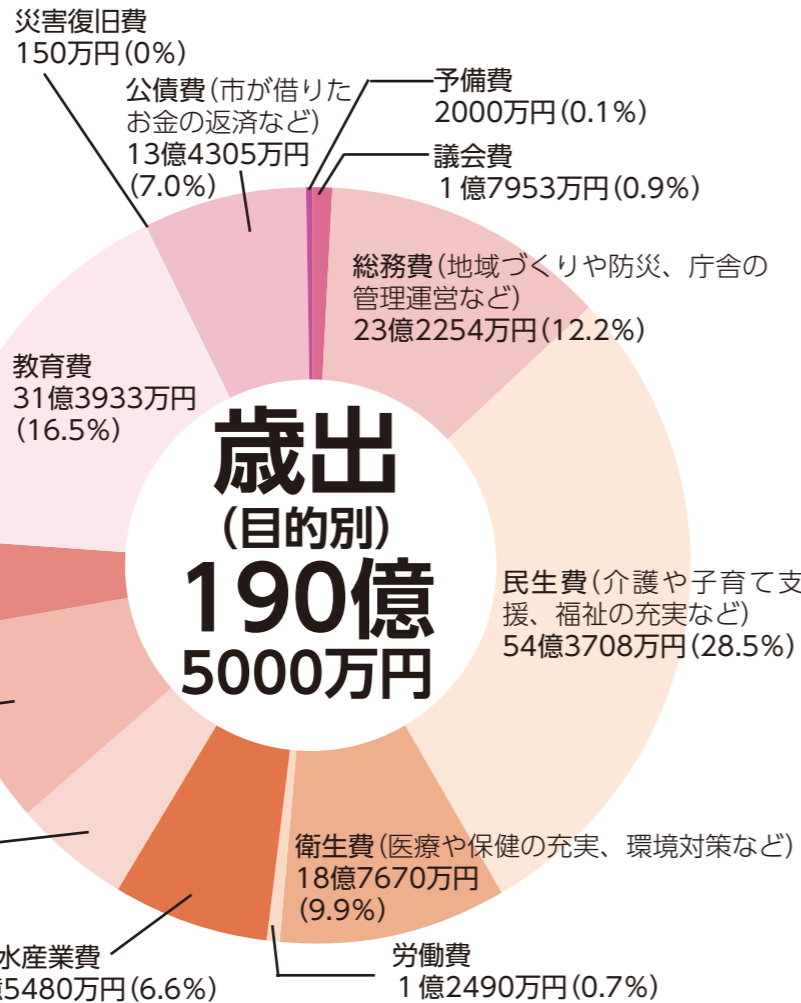 災害復旧費
150万円(0%)
公債費(市が借りた
お金の返済など)
13億4305万円
(7.0%)
予備費
2000万円(0.1%)
議会費
1億7953万円(0.9%)
総務費(地域づくりや防災、庁舎の
管理運営など)
23億2254万円(12.2%)
教育費
31億3933万円
(16.5%)
歳出
(目的別)
190億
5000万円
民生費(介護や子育て支
援、福祉の充実など)
54億3708万円(28.5%)
衛生費(医療や保健の充実、環境対策など)
18億7670万円
(9.9%)
労働費
1億2490万円(0.7%)
水産業費
5480万円(6.6%)